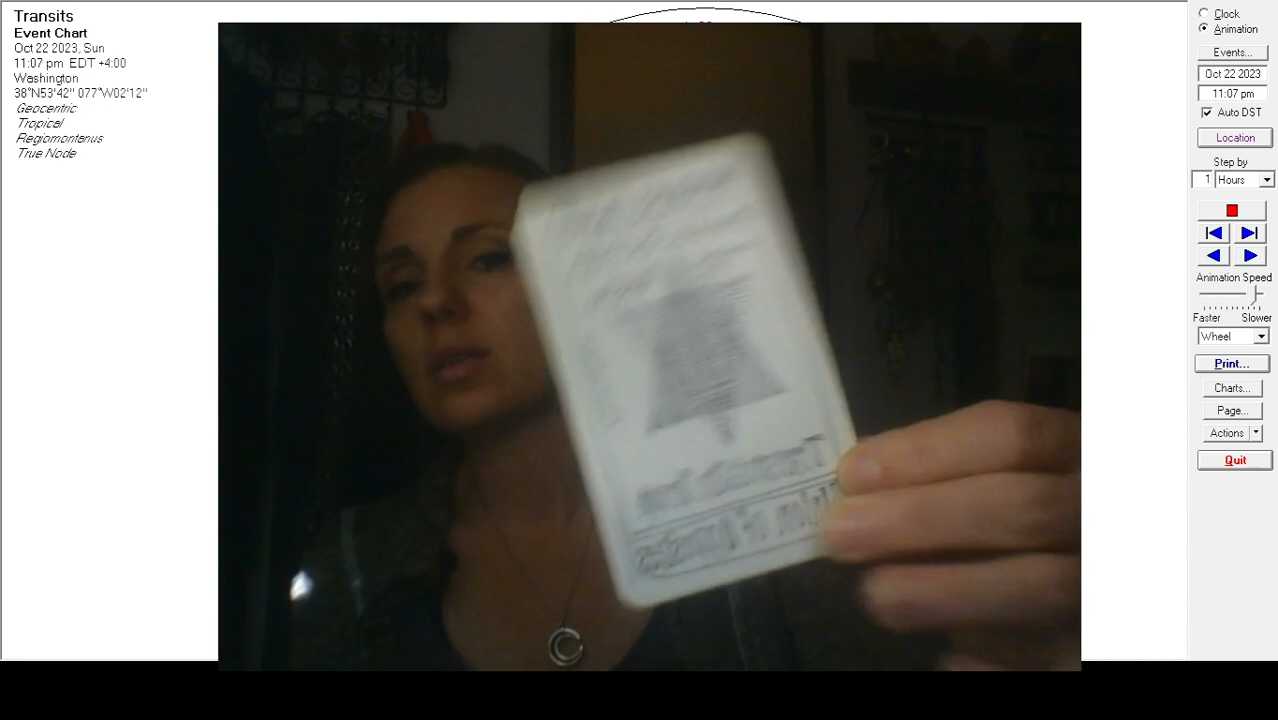 Transits
Event Chart
Oct 22 2023, Sun
11:07 pm EDT +4:00
Washington
38°N53'42" 077°W02'12"
Geocentric
Tropical
Regiomontanus
True Node
Clock
Animation
Events...
Oct 22 2023
11:07 pm
Auto DST
Location
Step by
1 Hours
Animation Speed
Faster Slower
Wheel
Print...
Charts...
Page...
Actions
Quit